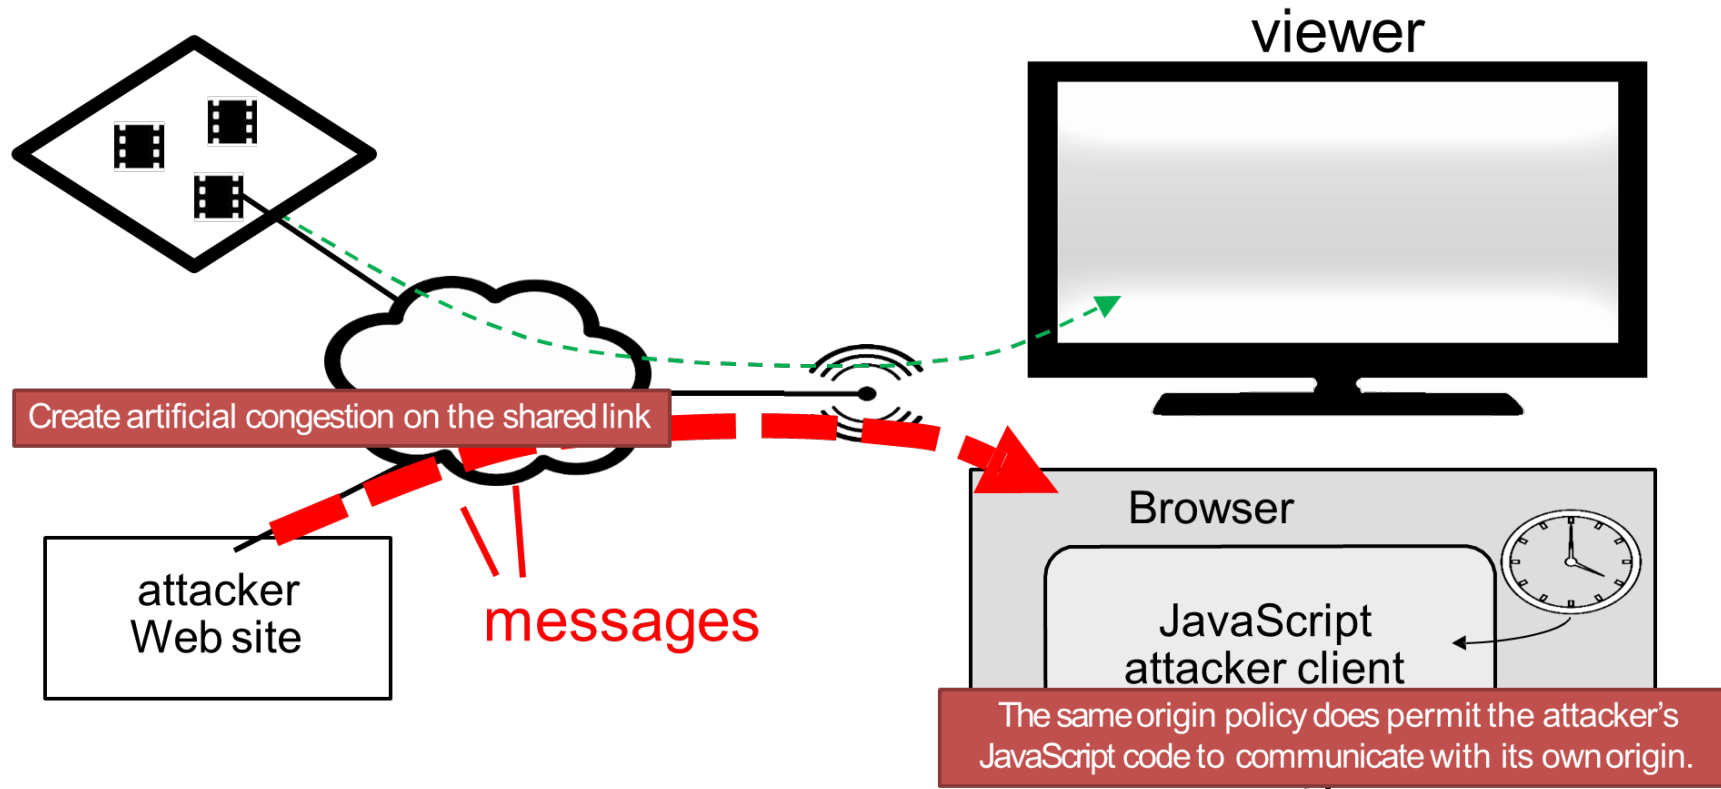 viewer
Create artificial congestion on the shared link
Browser
attacker
Web site
messages
JavaScript
attacker client
The same origin policy does permit the attacker's
JavaScript code to communicate with its own origin.